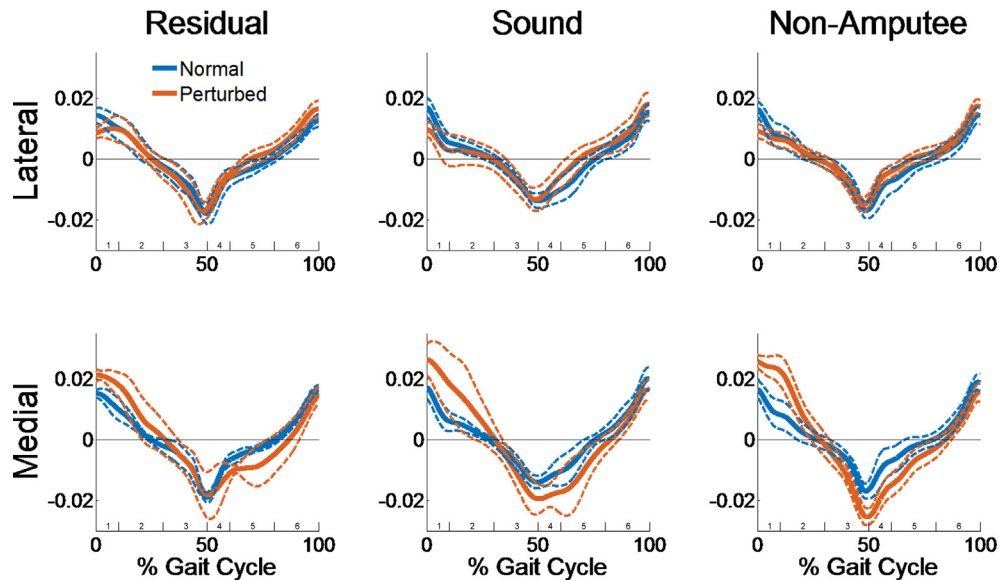 Residual Sound Non-Amputee
Normal
Perturbed
Lateral
0.02 0.02 0.02
0 0 0
-0.02 -0.02 -0.02
1 2 3 4 5 6 1 2 3 4 5 6 1 2 3 4 5 6
0 50 100 0 50 100 0 50 100
Medial
0.02 0.02 0.02
0 0 0
-0.02 -0.02 -0.02
1 2 3 4 5 6 1 2 3 4 5 6 1 2 3 4 5 6
0 50 100 0 50 100 0 50 100
% Gait Cycle % Gait Cycle % Gait Cycle